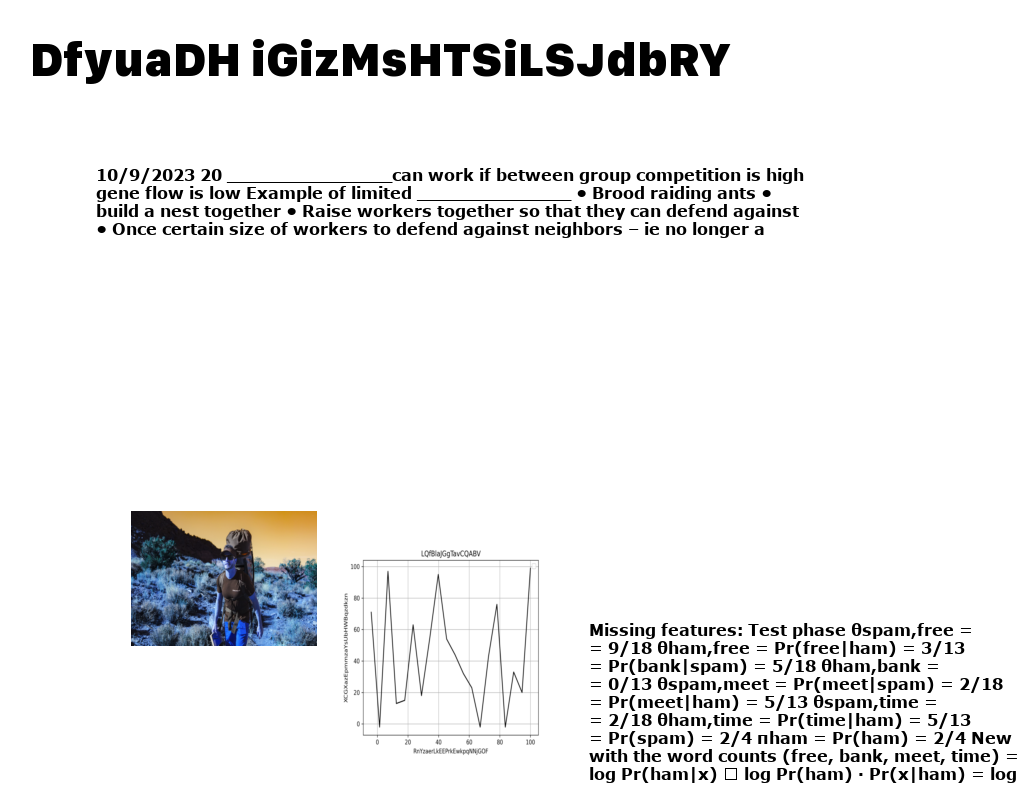 DfyuaDH iGizMsHTSiLSJdbRY
10/9/2023 20 _________________can work if between group competition is high
gene flow is low Example of limited ________________ • Brood raiding ants •
build a nest together • Raise workers together so that they can defend against
• Once certain size of workers to defend against neighbors – ie no longer a
LQfBlaJGgTavCQABV
100
80
60
40
20
0
0 20 40 60 80 100
Missing features: Test phase θspam,free =
= 9/18 θham,free = Pr(free|ham) = 3/13
= Pr(bank|spam) = 5/18 θham,bank =
= 0/13 θspam,meet = Pr(meet|spam) = 2/18
= Pr(meet|ham) = 5/13 θspam,time =
= 2/18 θham,time = Pr(time|ham) = 5/13
= Pr(spam) = 2/4 πham = Pr(ham) = 2/4 New
with the word counts (free, bank, meet, time) =
log Pr(ham|x) □ log Pr(ham) · Pr(x|ham) = log